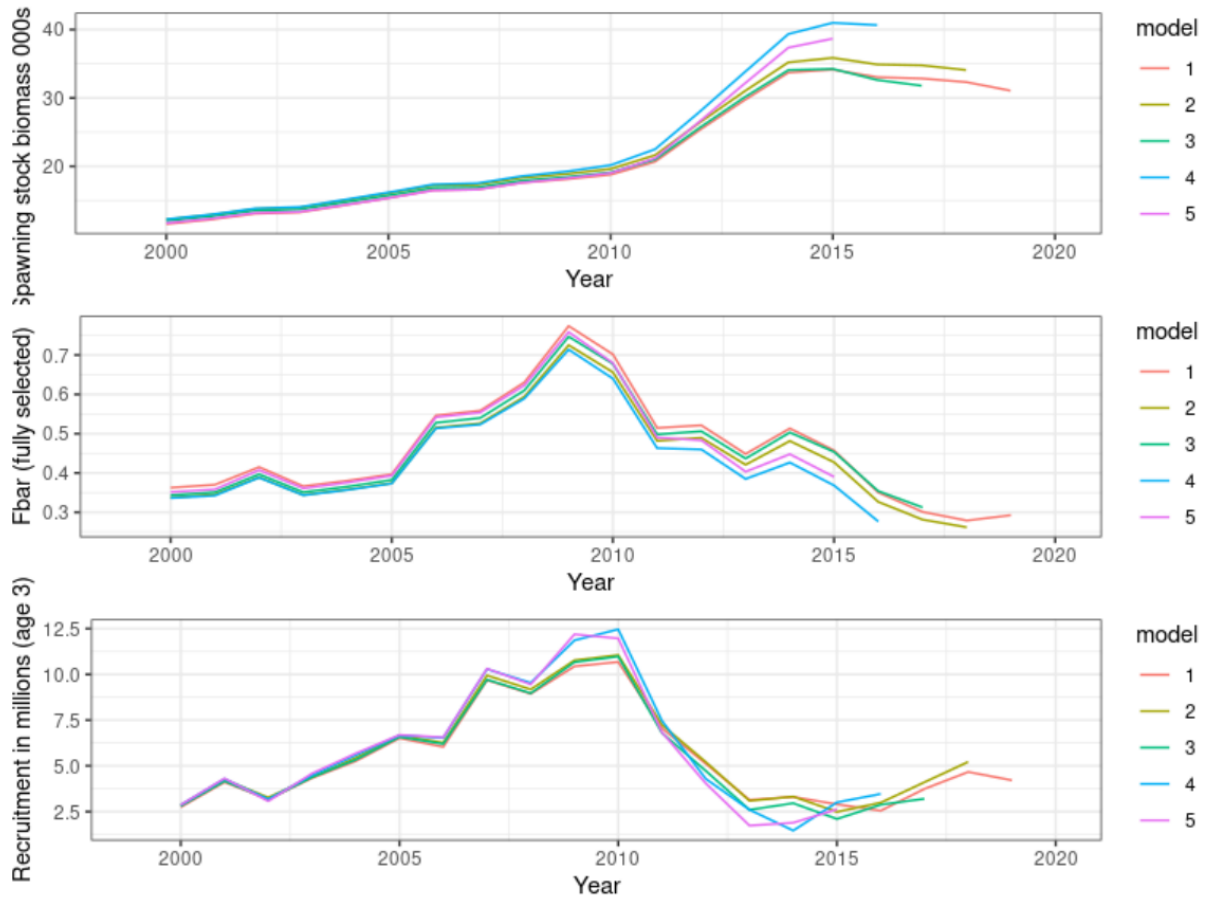 Spawning stock biomass 000s
40
30
20
2000 2005 2010 2015 2020
Year
model
1
2
3
4
5
Fbar (fully selected)
0.7
0.6
0.5
0.4
0.3
2000 2005 2010 2015 2020
Year
model
1
2
3
4
5
Recruitment in millions (age 3)
12.5
10.0
7.5
5.0
2.5
2000 2005 2010 2015 2020
Year
model
1
2
3
4
5